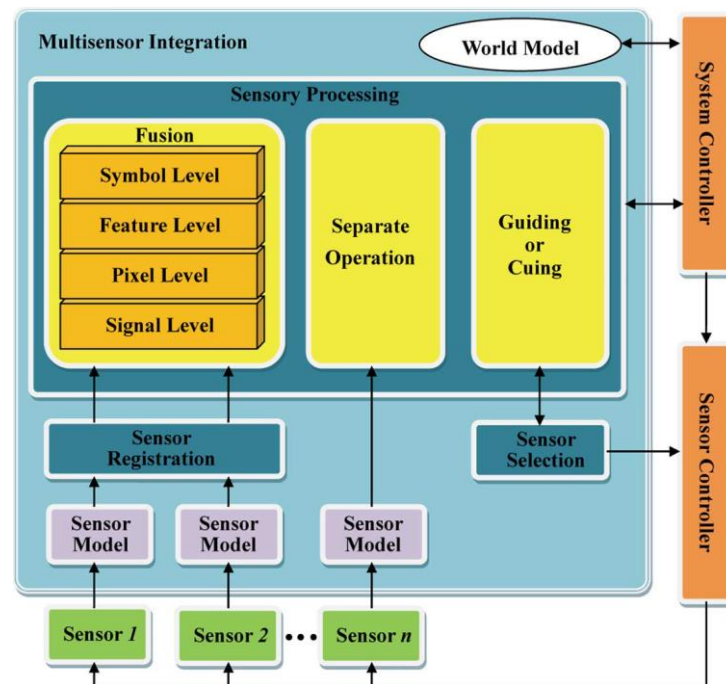 Multisensor Integration
World Model
System Controller
Sensory Processing
Fusion
Symbol Level
Feature Level
Pixel Level
Signal Level
Separate
Operation
Guiding
or
Cuing
Sensor
Registration
Sensor
Selection
Sensor Controller
Sensor
Model
Sensor
Model
Sensor
Model
Sensor 1
Sensor 2
•••
Sensor n